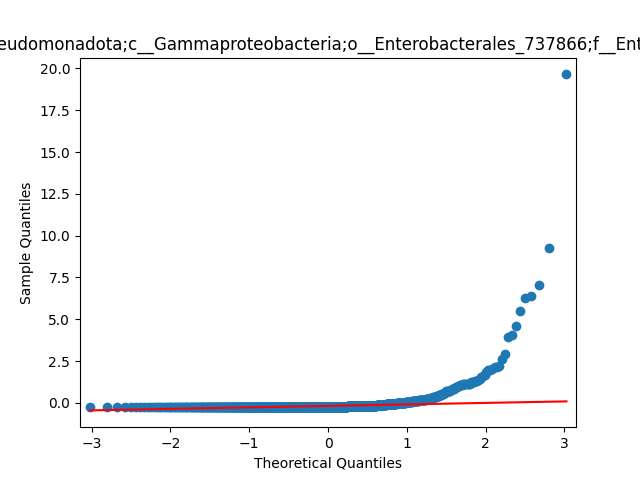 eudomonadota;c__Gammaproteobacteria;o__Enterobacterales_737866;f__Ent
20.0
17.5
15.0
12.5
10.0
7.5
5.0
2.5
0.0
Sample Quantiles
−3 −2 −1 0 1 2 3
Theoretical Quantiles